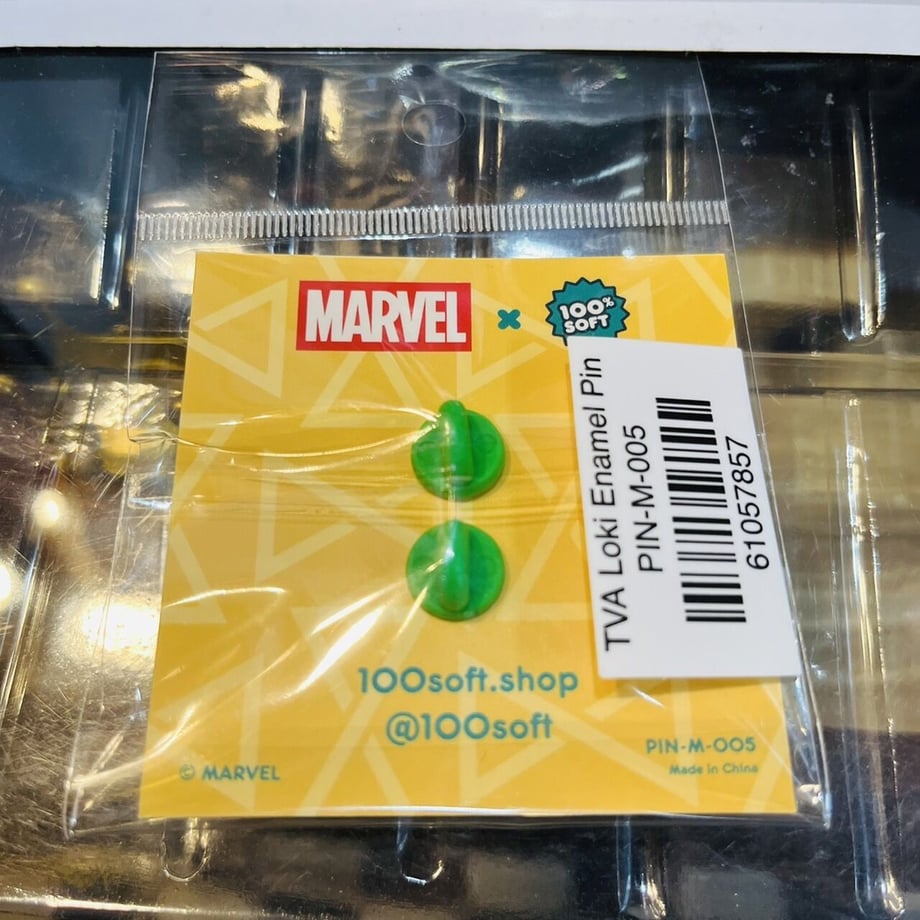 MARVEL x 100% SOFT
TVA Loki Enamel Pin
PIN-M-005
61057857
100soft.shop
@100soft
© MARVEL
PIN-M-005
Made in China